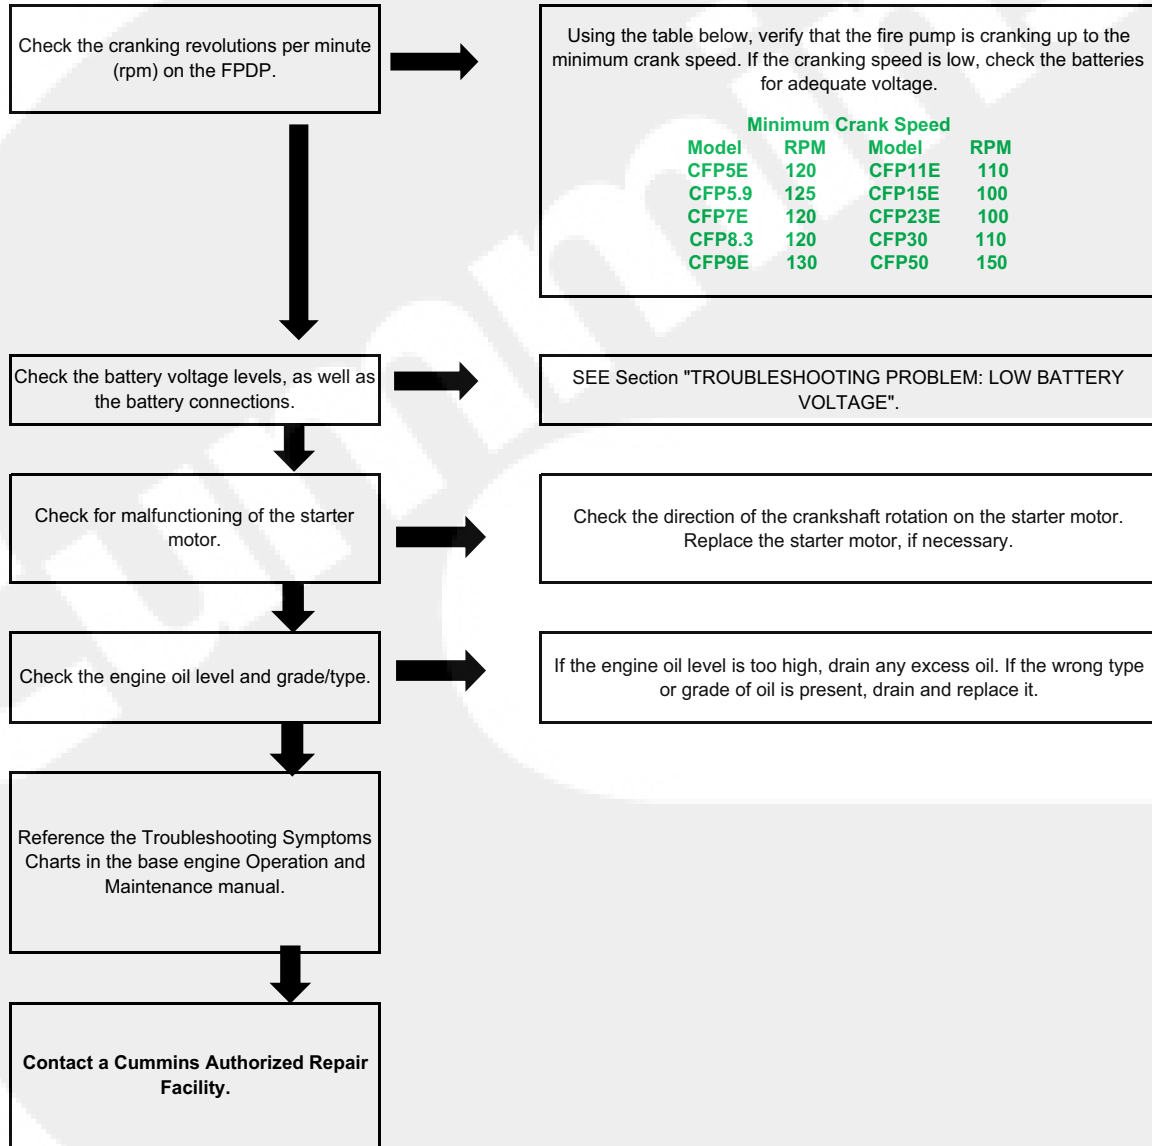 Check the cranking revolutions per minute
(rpm) on the FPDP.
Using the table below, verify that the fire pump is cranking up to the
minimum crank speed. If the cranking speed is low, check the batteries
for adequate voltage.
Minimum Crank Speed
Model RPM Model RPM
CFP5E 120 CFP11E 110
CFP5.9 125 CFP15E 100
CFP7E 120 CFP23E 100
CFP8.3 120 CFP30 110
CFP9E 130 CFP50 150
Check the battery voltage levels, as well as
the battery connections.
SEE Section "TROUBLESHOOTING PROBLEM: LOW BATTERY
VOLTAGE".
Check for malfunctioning of the starter
motor.
Check the direction of the crankshaft rotation on the starter motor.
Replace the starter motor, if necessary.
Check the engine oil level and grade/type.
If the engine oil level is too high, drain any excess oil. If the wrong type
or grade of oil is present, drain and replace it.
Reference the Troubleshooting Symptoms
Charts in the base engine Operation and
Maintenance manual.
Contact a Cummins Authorized Repair
Facility.